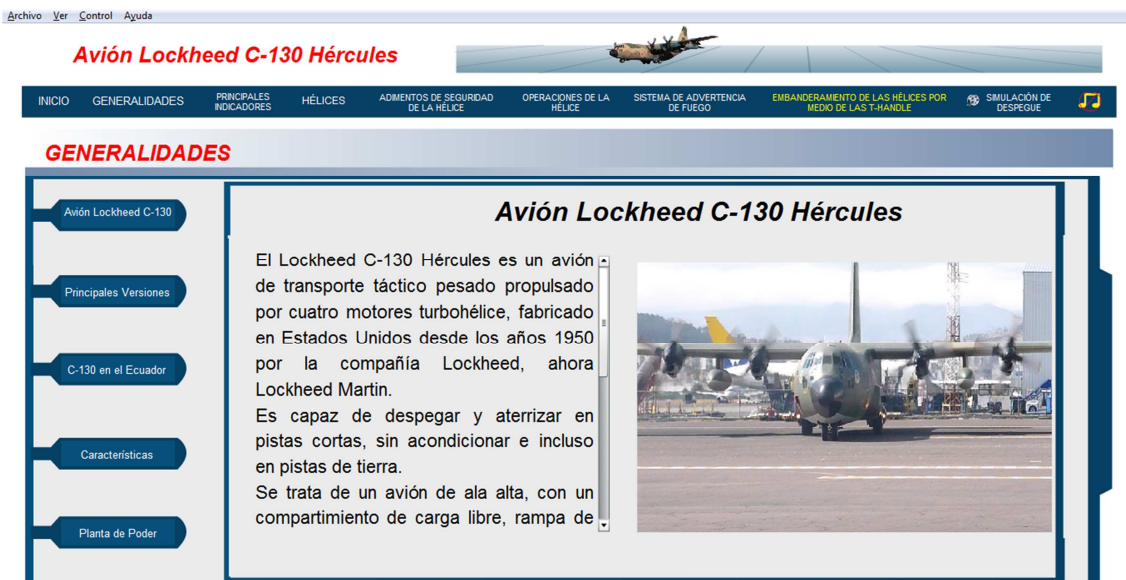 Archivo Ver Control Ayuda
Avión Lockheed C-130 Hércules
INICIO
GENERALIDADES
PRINCIPALES
INDICADORES
HÉLICES
ADIMENTOS DE SEGURIDAD
DE LA HÉLICE
OPERACIONES DE LA
HÉLICE
SISTEMA DE ADVERTENCIA
DE FUEGO
EMBANDERAMIENTO DE LAS HÉLICES POR
MEDIO DE LAS T-HANDLE
SIMULACIÓN DE
DESPEGUE
GENERALIDADES
Avión Lockheed C-130
Principales Versiones
C-130 en el Ecuador
Características
Planta de Poder
Avión Lockheed C-130 Hércules
El Lockheed C-130 Hércules es un avión
de transporte táctico pesado propulsado
por cuatro motores turbohélice, fabricado
en Estados Unidos desde los años 1950
por la compañía Lockheed, ahora
Lockheed Martin.
Es capaz de despegar y aterrizar en
pistas cortas, sin acondicionar e incluso
en pistas de tierra.
Se trata de un avión de ala alta, con un
compartimiento de carga libre, rampa de